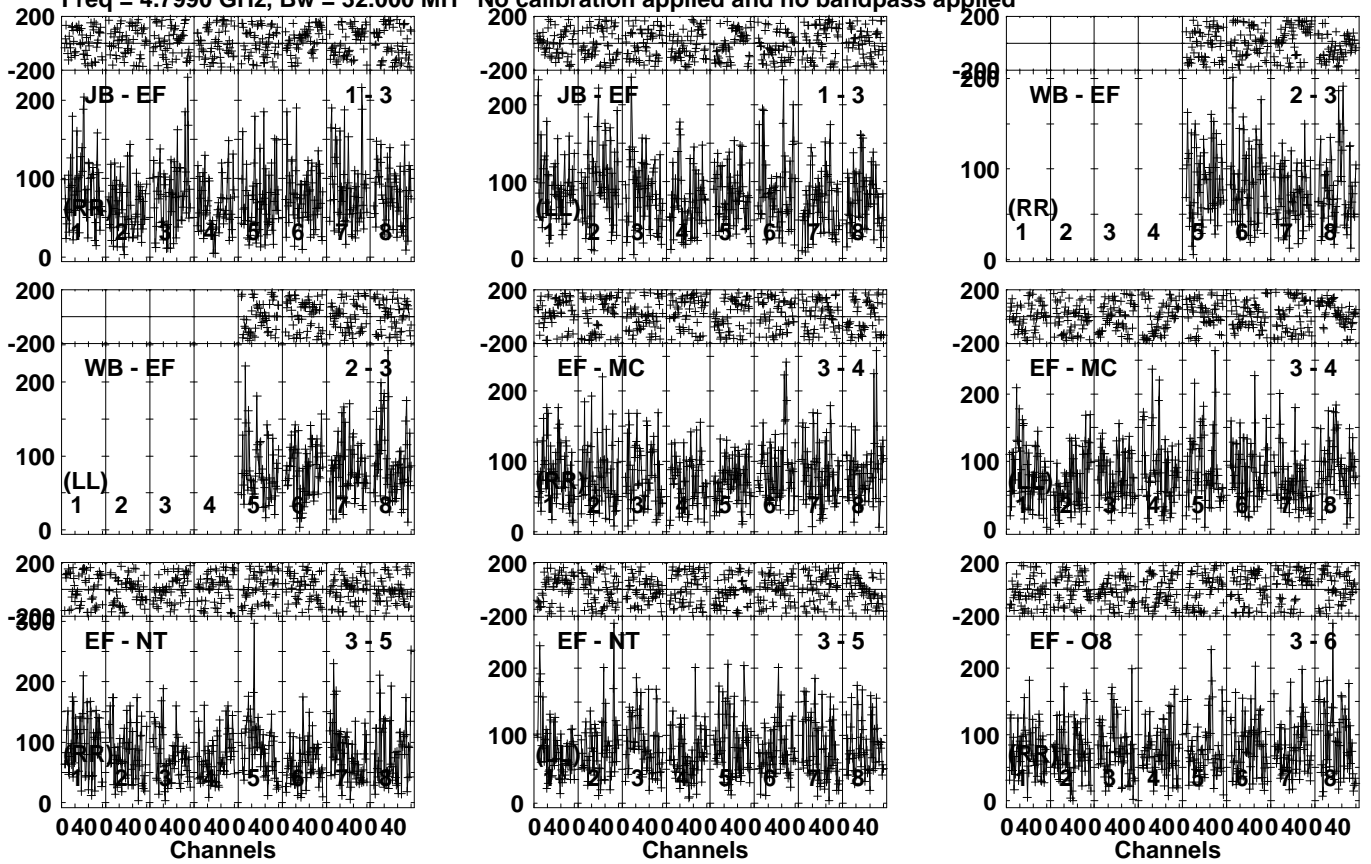 Freq = 4.7990 GHz, Bw = 32.000 MH No calibration applied and no bandpass applied
200 200 200
-200 -200 -200
JB - EF 1 - 3 JB - EF 1 - 3 WB - EF 2 - 3
200 200 200
100 100 100
(RR) (LL) (RR)
1 2 3 4 5 6 7 8 1 2 3 4 5 6 7 8 1 2 3 4 5 6 7 8
0 0 0
200 200 200
-200 -200 -200
WB - EF 2 - 3 EF - MC 3 - 4 EF - MC 3 - 4
200 200 200
100 100 100
(LL) (RR) (LL)
1 2 3 4 5 6 7 8 1 2 3 4 5 6 7 8 1 2 3 4 5 6 7 8
0 0 0
200 200 200
-200 -200 -200
300
EF - NT 3 - 5 EF - NT 3 - 5 EF - O8 3 - 6
200 200 200
100 100 100
(RR) (LL) (RR)
1 2 3 4 5 6 7 8 1 2 3 4 5 6 7 8 1 2 3 4 5 6 7 8
0 0 0
0 40 0 40 0 40 0 40 0 40 0 40 0 40 0 40 0 40 0 40 0 40 0 40 0 40 0 40 0 40 0 40 0 40 0 40 0 40 0 40 0 40 0 40 0 40 0 40
Channels Channels Channels